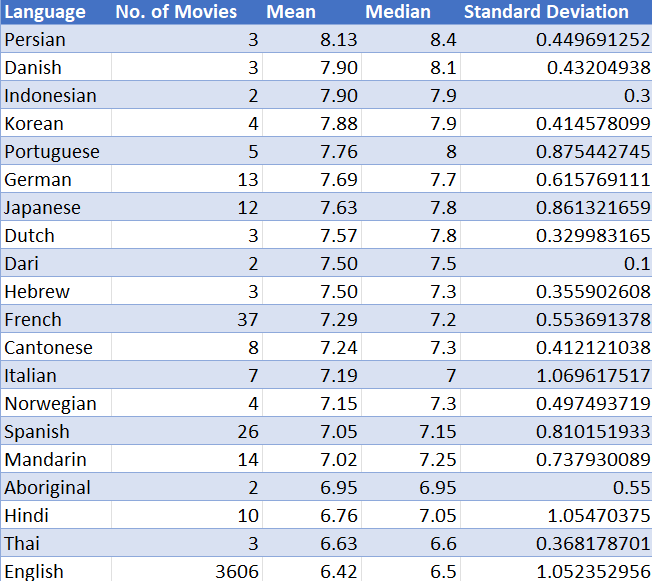 Language No. of Movies Mean Median Standard Deviation
Persian 3 8.13 8.4 0.449691252
Danish 3 7.90 8.1 0.43204938
Indonesian 2 7.90 7.9 0.3
Korean 4 7.88 7.9 0.414578099
Portuguese 5 7.76 8 0.875442745
German 13 7.69 7.7 0.615769111
Japanese 12 7.63 7.8 0.861321659
Dutch 3 7.57 7.8 0.329983165
Dari 2 7.50 7.5 0.1
Hebrew 3 7.50 7.3 0.355902608
French 37 7.29 7.2 0.553691378
Cantonese 8 7.24 7.3 0.412121038
Italian 7 7.19 7 1.069617517
Norwegian 4 7.15 7.3 0.497493719
Spanish 26 7.05 7.15 0.810151933
Mandarin 14 7.02 7.25 0.737930089
Aboriginal 2 6.95 6.95 0.55
Hindi 10 6.76 7.05 1.05470375
Thai 3 6.63 6.6 0.368178701
English 3606 6.42 6.5 1.052352956